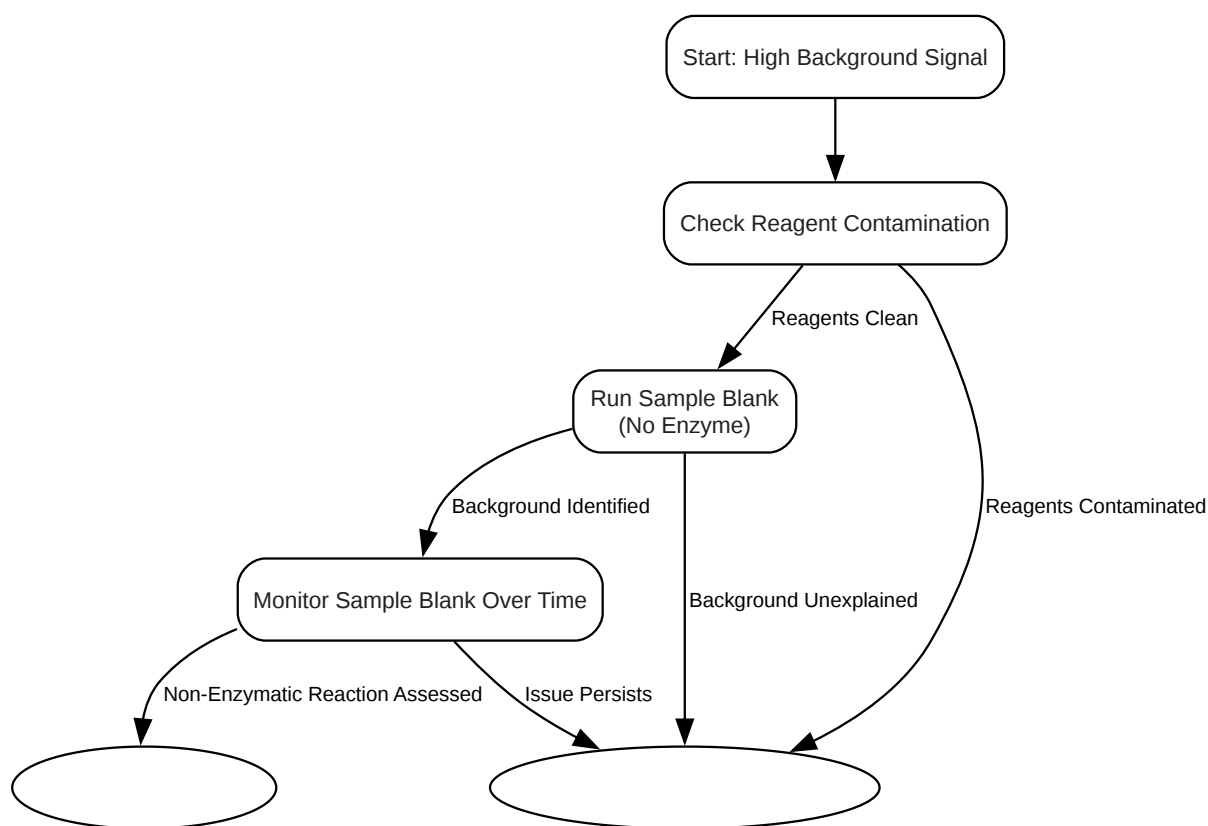 Start: High Background Signal
Check Reagent Contamination
Reagents Clean
Run Sample Blank
(No Enzyme)
Background Identified
Reagents Contaminated
Monitor Sample Blank Over Time
Background Unexplained
Non-Enzymatic Reaction Assessed
Issue Persists